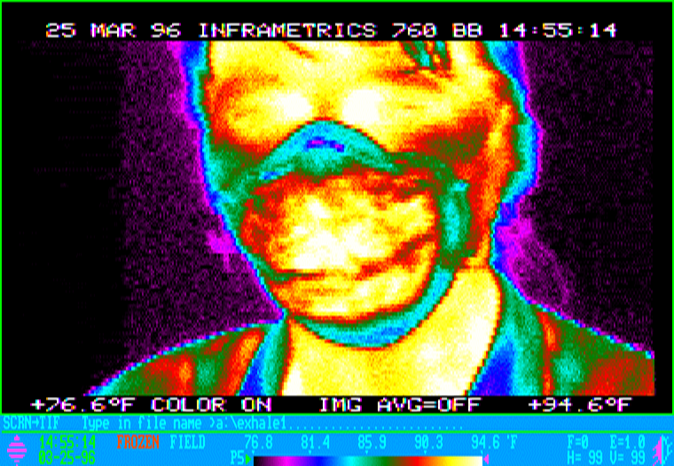 25 MAR 96 INFRAMETRICS 760 BB 14:55:14
+76.6°F COLOR ON IMG AVG=OFF +94.6°F
SCRN→TIF Type in file name >a:\exhale1..............................
14:55:14 FROZEN FIELD 76.8 81.4 85.9 90.3 94.6 °F F=0 E=1.0
03-25-96 P5 H= 99 V= 99